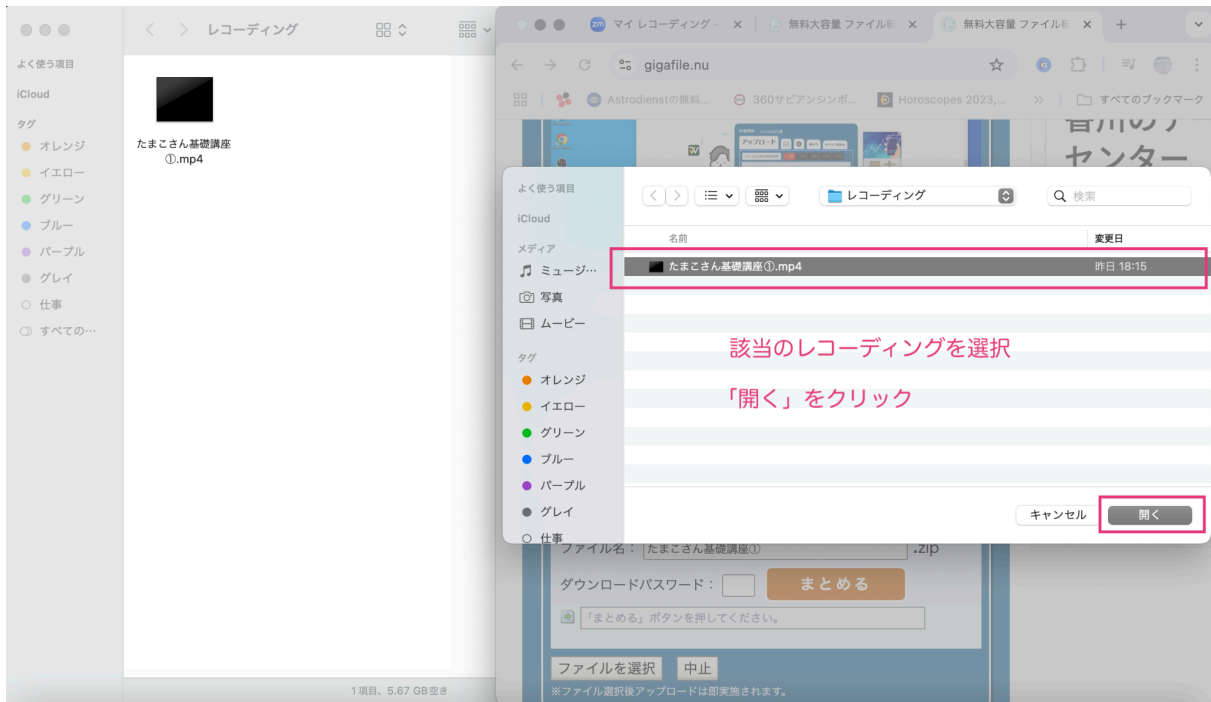 レコーディング
よく使う項目
iCloud
タグ
オレンジ
イエロー
グリーン
ブルー
パープル
グレイ
仕事
すべての…
たまこさん基礎講座
①.mp4
1項目、5.67 GB空き
zm マイ レコーディング -
無料大容量 ファイル
無料大容量 ファイル
gigafile.nu
Astrodienstの無料...
360サビアンシンボ...
Horoscopes 2023,...
すべてのブックマーク
アップロード
センター
よく使う項目
iCloud
メディア
ミュージ…
写真
ムービー
タグ
オレンジ
イエロー
グリーン
ブルー
パープル
グレイ
仕事
レコーディング
検索
名前
変更日
たまこさん基礎講座①.mp4
昨日 18:15
該当のレコーディングを選択
「開く」をクリック
キャンセル
開く
ファイル名：
たまこさん基礎講座①
.zip
ダウンロードパスワード：
まとめる
「まとめる」ボタンを押してください。
ファイルを選択
中止
※ファイル選択後アップロードは即実施されます。